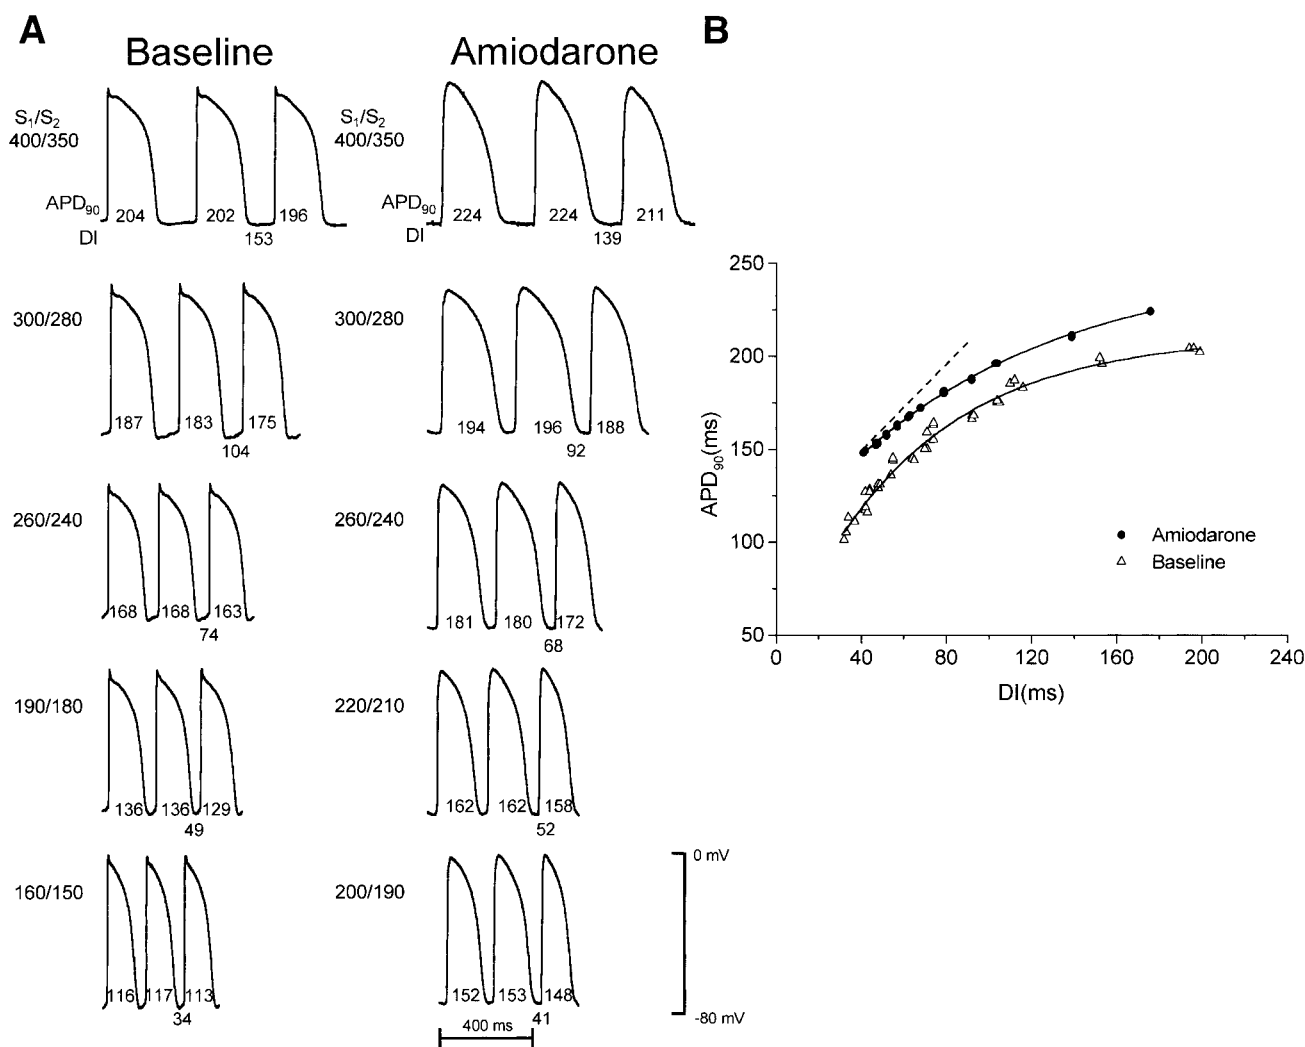 A
Baseline
Amiodarone
S1/S2
400/350
APD90
DI
204 202 196
153
S1/S2
400/350
APD90
DI
224 224 211
139
300/280
187 183 175
104
300/280
194 196 188
92
260/240
168 168 163
74
260/240
181 180 172
68
190/180
136 136 129
49
220/210
162 162 158
52
160/150
116 117 113
34
200/190
152 153 148
41
400 ms
0 mV
-80 mV
B
250
200
150
100
50
APD90(ms)
0 40 80 120 160 200 240
DI(ms)
Amiodarone
Baseline